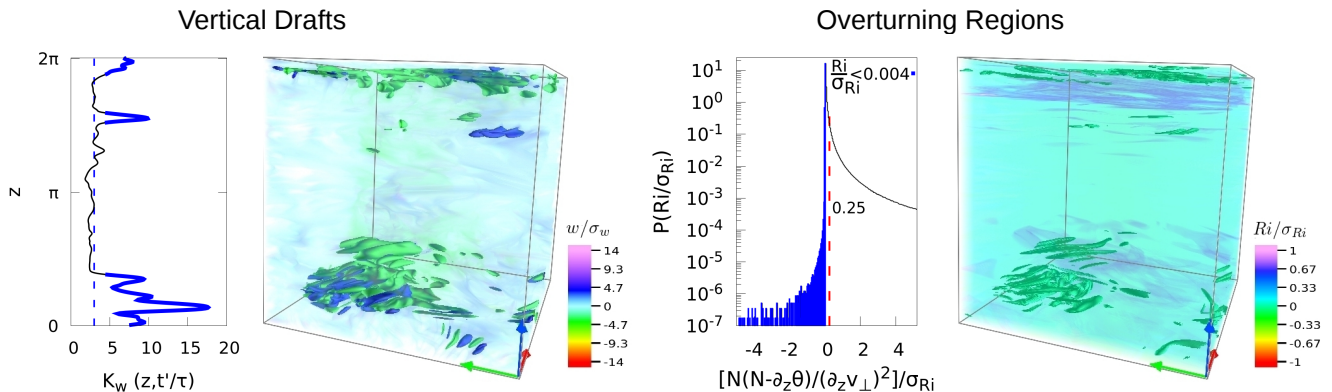 Vertical Drafts
Overturning Regions
2π
π
0
z
0 5 10 15 20
K_w (z,t'/τ)
w/σ_w
14
9.3
4.7
0
-4.7
-9.3
-14
10^1
10^0
10^-1
10^-2
10^-3
10^-4
10^-5
10^-6
10^-7
P(Ri/σ_Ri)
Ri/σ_Ri <0.004
0.25
-4 -2 0 2 4
[N(N-∂_zθ)/(∂_zv_⊥)^2]/σ_Ri
Ri/σ_Ri
1
0.67
0.33
0
-0.33
-0.67
-1